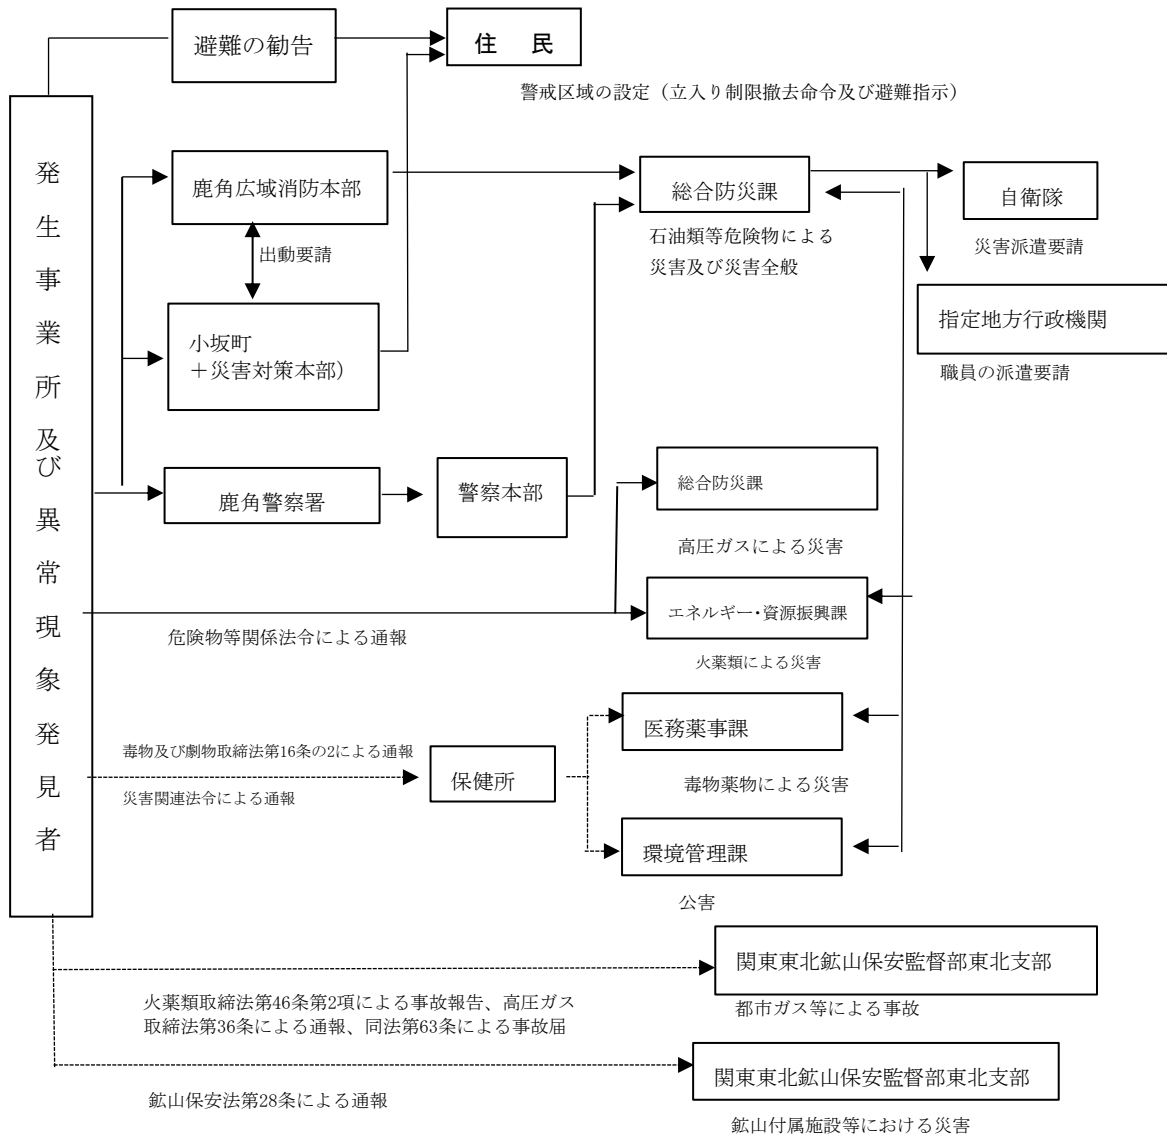 避難の勧告
住　民
警戒区域の設定（立入り制限撤去命令及び避難指示）
発生事業所及び異常現象発見者
鹿角広域消防本部
総合防災課
自衛隊
石油類等危険物による
災害及び災害全般
災害派遣要請
出動要請
指定地方行政機関
職員の派遣要請
小坂町
＋災害対策本部）
鹿角警察署
警察本部
総合防災課
高圧ガスによる災害
エネルギー・資源振興課
危険物等関係法令による通報
火薬類による災害
医務薬事課
毒物及び劇物取締法第16条の2による通報
保健所
毒物薬物による災害
災害関連法令による通報
環境管理課
公害
関東東北鉱山保安監督部東北支部
都市ガス等による事故
火薬類取締法第46条第2項による事故報告、高圧ガス
取締法第36条による通報、同法第63条による事故届
関東東北鉱山保安監督部東北支部
鉱山保安法第28条による通報
鉱山付属施設等における災害